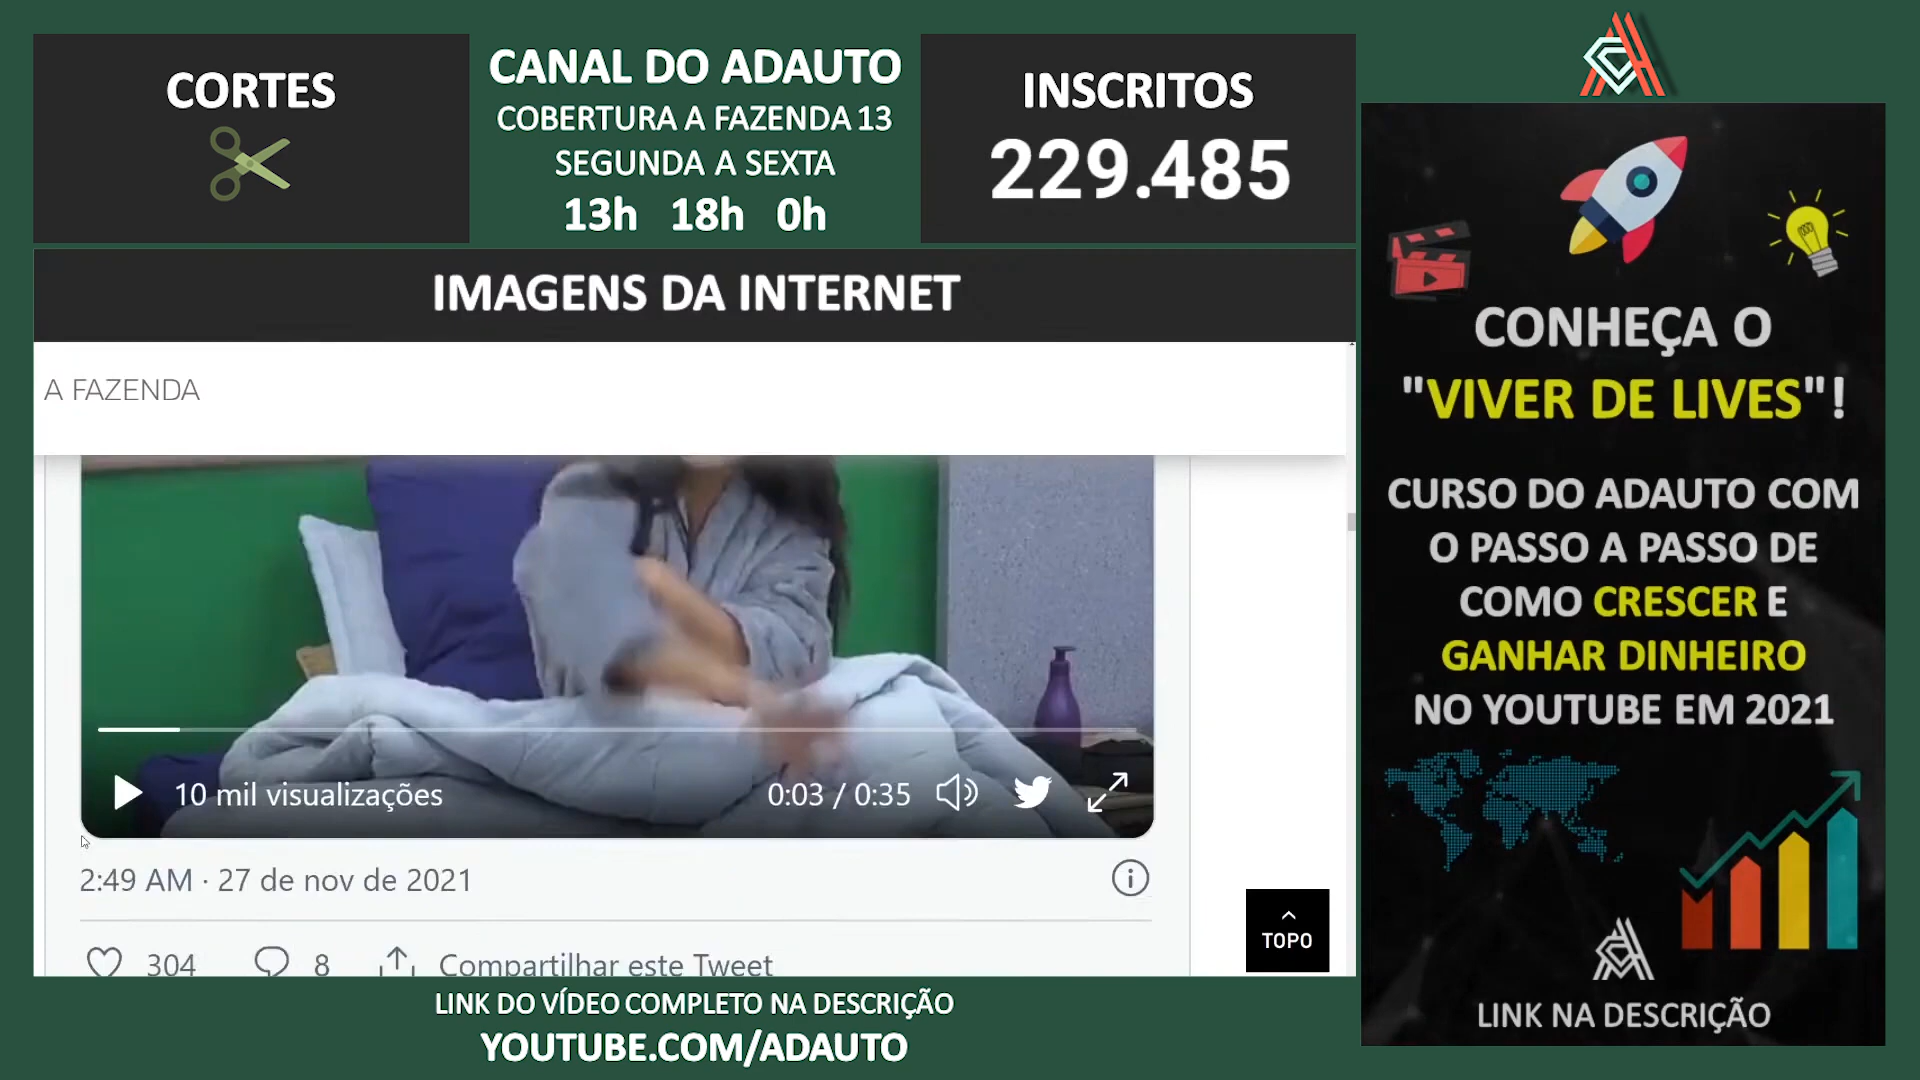 CORTES
CANAL DO ADAUTO
COBERTURA A FAZENDA 13
SEGUNDA A SEXTA
13h 18h 0h
INSCRITOS
229.485
IMAGENS DA INTERNET
A FAZENDA
10 mil visualizações
0:03 / 0:35
2:49 AM · 27 de nov de 2021
304
8
Compartilhar este Tweet
TOPO
LINK DO VÍDEO COMPLETO NA DESCRIÇÃO
YOUTUBE.COM/ADAUTO
CONHEÇA O
"VIVER DE LIVES"!
CURSO DO ADAUTO COM
O PASSO A PASSO DE
COMO CRESCER E
GANHAR DINHEIRO
NO YOUTUBE EM 2021
LINK NA DESCRIÇÃO